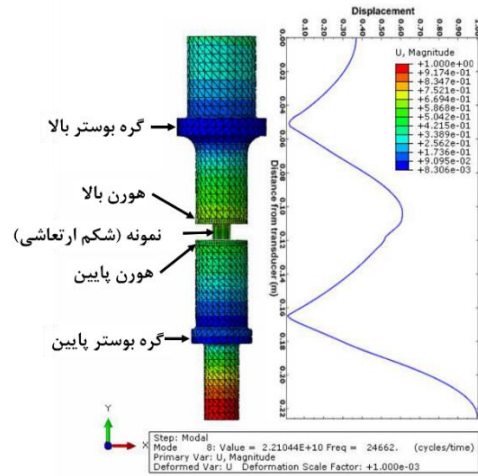 Displacement
0.00 0.10 0.20 0.30 0.40 0.50 0.60 0.70 0.80 0.90 1.00
U, Magnitude
+1.000e+00
+9.174e-01
+8.347e-01
+7.521e-01
+6.694e-01
+5.868e-01
+5.042e-01
+4.215e-01
+3.389e-01
+2.562e-01
+1.736e-01
+9.095e-02
+8.306e-03
0.00
0.04
0.06
0.08
0.10
0.12
0.16
0.18
0.20
0.22
Distance from transducer (m)
گره بوستر بالا
هورن بالا
نمونه (شکم ارتعاشی)
هورن پایین
گره بوستر پایین
Y
X
Step: Modal
Mode 8: Value = 2.21044E+10 Freq = 24662. (cycles/time)
Primary Var: U, Magnitude
Deformed Var: U Deformation Scale Factor: +1.000e-03